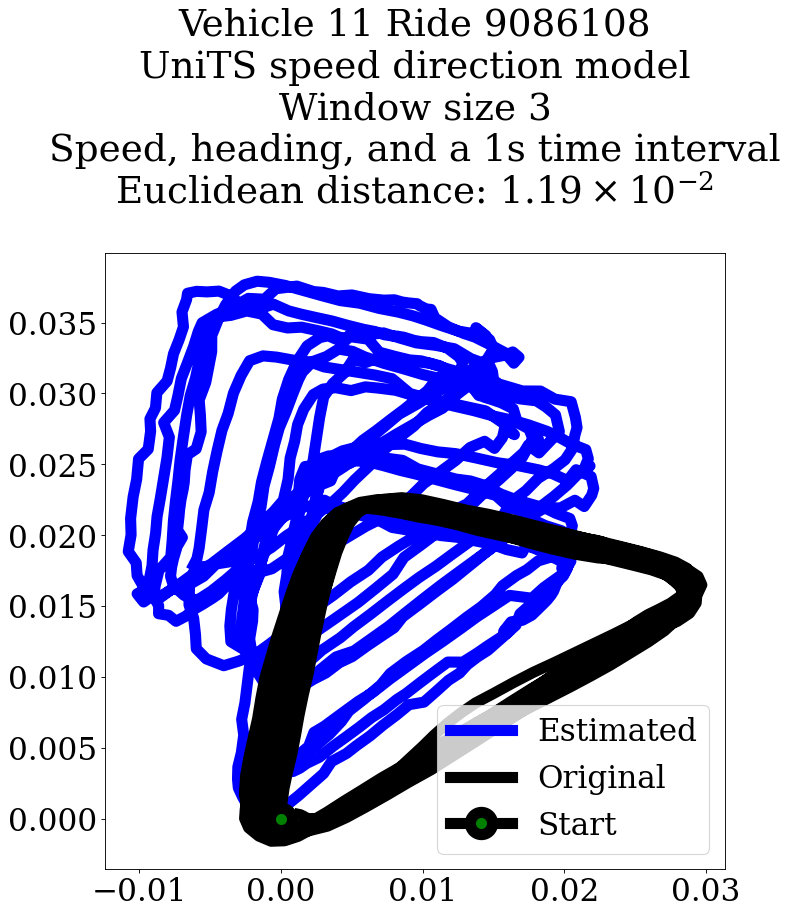 Vehicle 11 Ride 9086108
UniTS speed direction model
Window size 3
Speed, heading, and a 1s time interval
Euclidean distance: 1.19 × 10⁻²
0.035
0.030
0.025
0.020
0.015
0.010
0.005
0.000
Estimated
Original
Start
−0.01 0.00 0.01 0.02 0.03